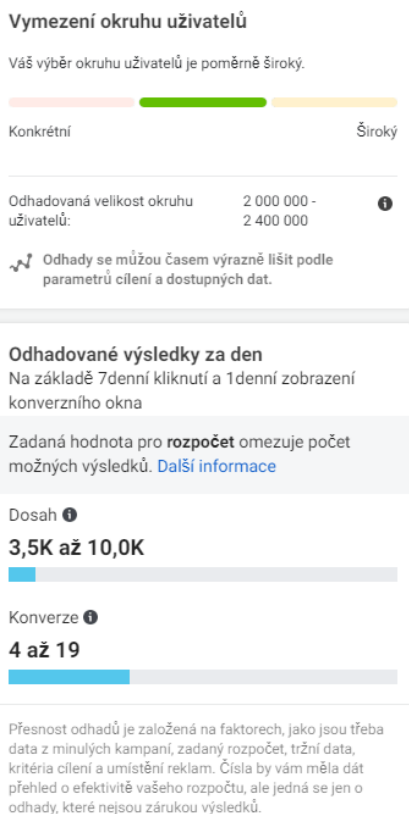 Vymezení okruhu uživatelů
Váš výběr okruhu uživatelů je poměrně široký.
Konkrétní
Široký
Odhadovaná velikost okruhu
uživatelů:
2 000 000 -
2 400 000
Odhady se můžou časem výrazně lišit podle
parametrů cílení a dostupných dat.
Odhadované výsledky za den
Na základě 7denní kliknutí a 1denní zobrazení
konverzního okna
Zadaná hodnota pro rozpočet omezuje počet
možných výsledků. Další informace
Dosah
3,5K až 10,0K
Konverze
4 až 19
Přesnost odhadů je založená na faktorech, jako jsou třeba
data z minulých kampaní, zadaný rozpočet, tržní data,
kritéria cílení a umístění reklam. Čísla by vám měla dát
přehled o efektivitě vašeho rozpočtu, ale jedná se jen o
odhady, které nejsou zárukou výsledků.